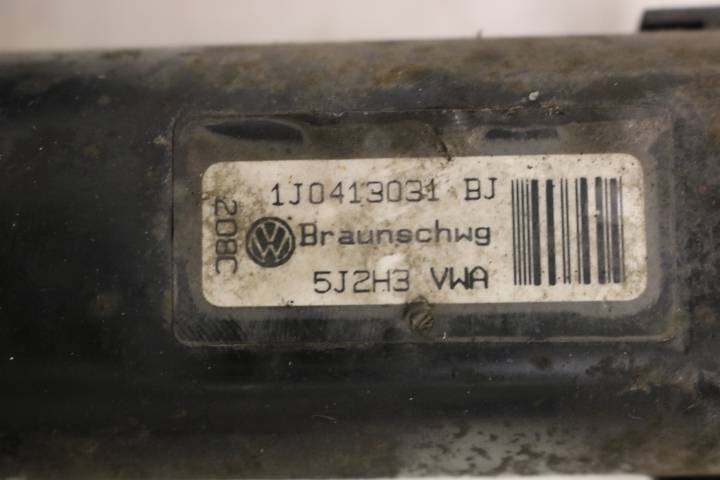 1J0413031 BJ
208C
Braunschwg
5J2H3 VWA